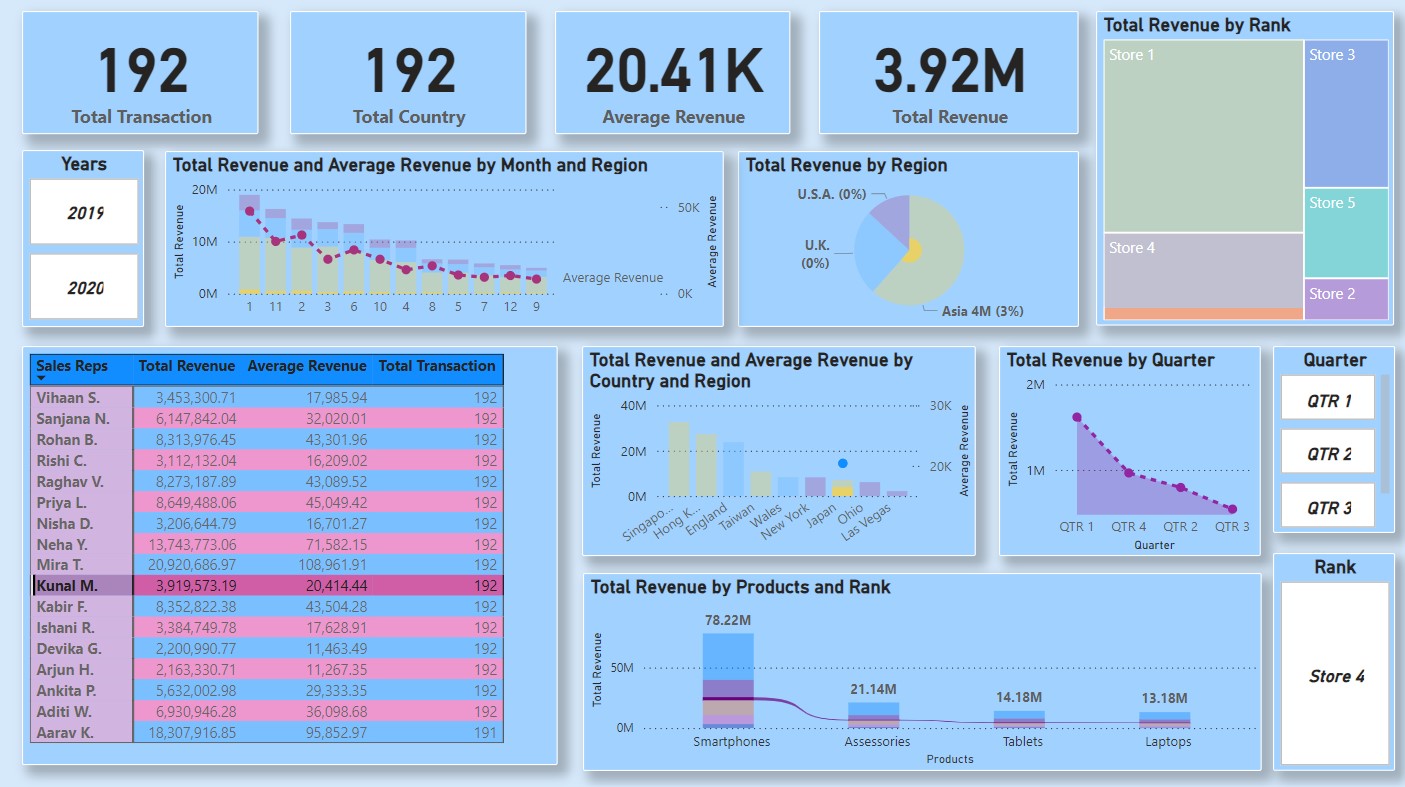 192
Total Transaction
192
Total Country
20.41K
Average Revenue
3.92M
Total Revenue
Total Revenue by Rank
Store 1
Store 3
Store 5
Store 4
Store 2
Years
2019
2020
Total Revenue and Average Revenue by Month and Region
20M
10M
0M
Total Revenue
50K
0K
Average Revenue
Average Revenue
1 11 2 3 6 10 4 8 5 7 12 9
Total Revenue by Region
U.S.A. (0%)
U.K.
(0%)
Asia 4M (3%)
Sales Reps Total Revenue Average Revenue Total Transaction
Vihaan S. 3,453,300.71 17,985.94 192
Sanjana N. 6,147,842.04 32,020.01 192
Rohan B. 8,313,976.45 43,301.96 192
Rishi C. 3,112,132.04 16,209.02 192
Raghav V. 8,273,187.89 43,089.52 192
Priya L. 8,649,488.06 45,049.42 192
Nisha D. 3,206,644.79 16,701.27 192
Neha Y. 13,743,773.06 71,582.15 192
Mira T. 20,920,686.97 108,961.91 192
Kunal M. 3,919,573.19 20,414.44 192
Kabir F. 8,352,822.38 43,504.28 192
Ishani R. 3,384,749.78 17,628.91 192
Devika G. 2,200,990.77 11,463.49 192
Arjun H. 2,163,330.71 11,267.35 192
Ankita P. 5,632,002.98 29,333.35 192
Aditi W. 6,930,946.28 36,098.68 192
Aarav K. 18,307,916.85 95,852.97 191
Total Revenue and Average Revenue by
Country and Region
40M
20M
0M
Total Revenue
30K
20K
Average Revenue
Singapo...
Hong K...
England
Taiwan
Wales
New York
Japan
Ohio
Las Vegas
Total Revenue by Quarter
2M
1M
Total Revenue
QTR 1 QTR 4 QTR 2 QTR 3
Quarter
Quarter
QTR 1
QTR 2
QTR 3
Total Revenue by Products and Rank
Total Revenue
50M
0M
78.22M
21.14M
14.18M
13.18M
Smartphones Assessories Tablets Laptops
Products
Rank
Store 4